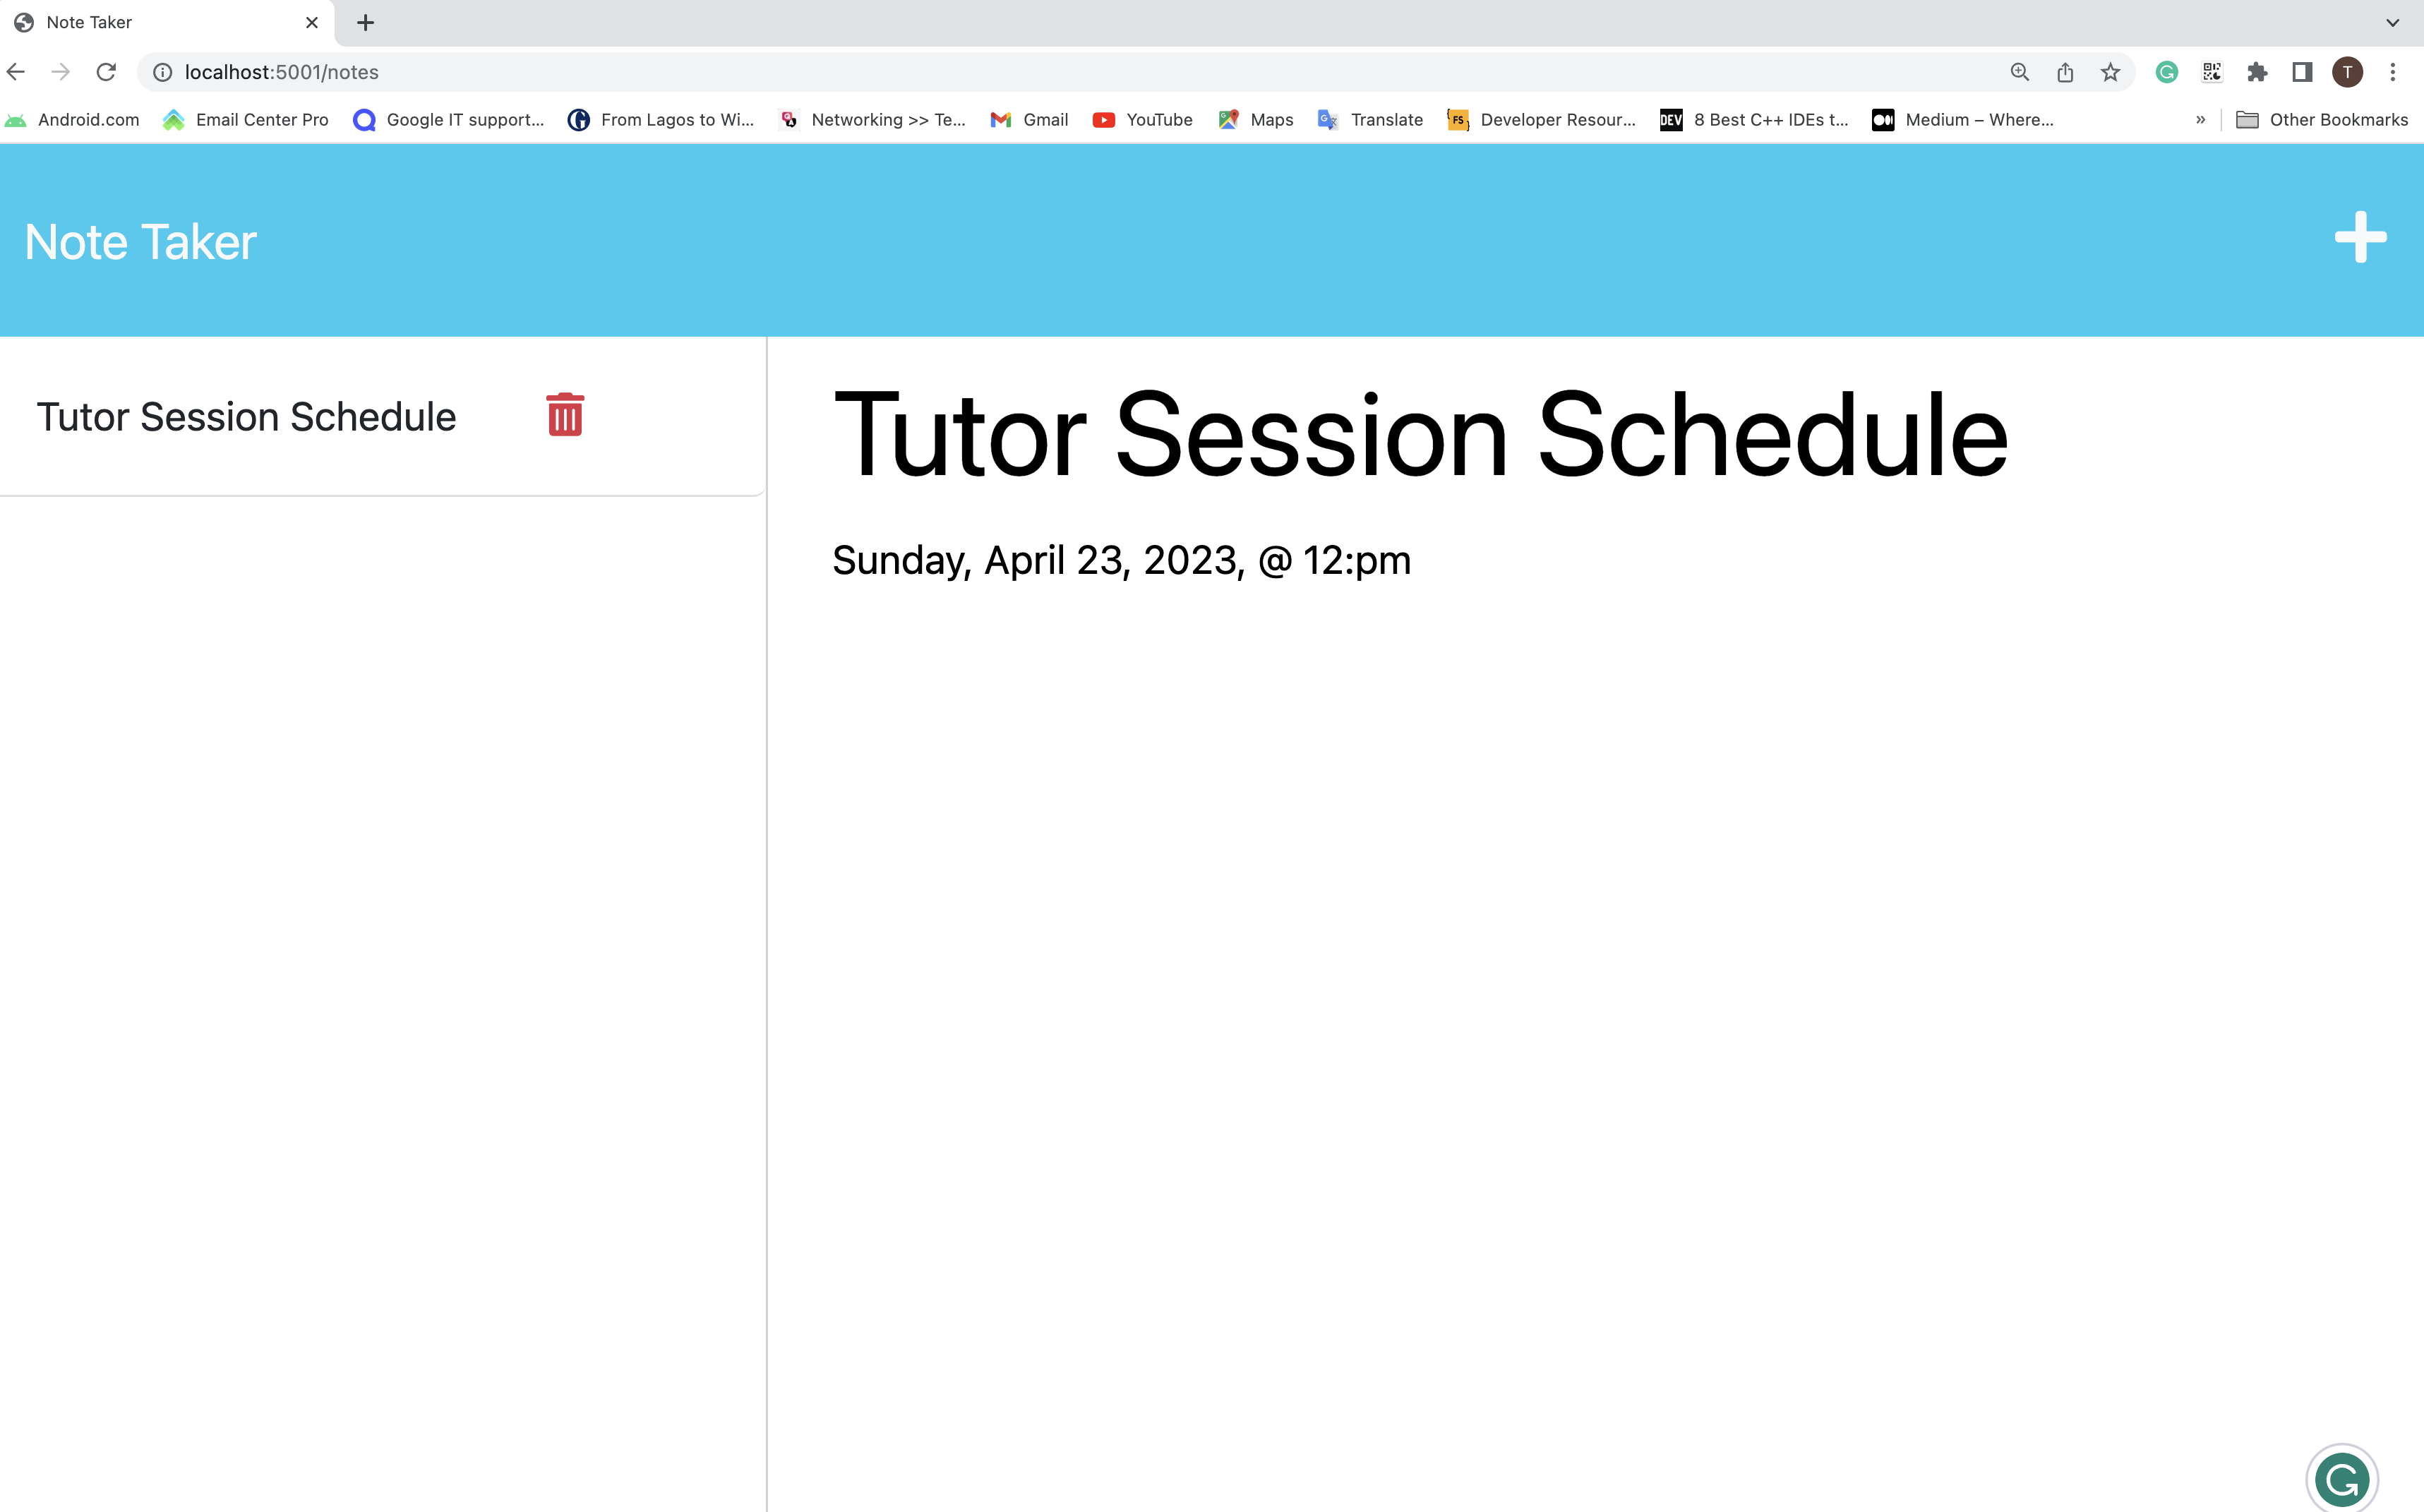 Note Taker
localhost:5001/notes
Android.com Email Center Pro Google IT support... From Lagos to Wi... Networking >> Te... Gmail YouTube Maps Translate FS Developer Resour... DEV 8 Best C++ IDEs t... Medium – Where... » Other Bookmarks
T
Note Taker
Tutor Session Schedule
Tutor Session Schedule
Sunday, April 23, 2023, @ 12:pm